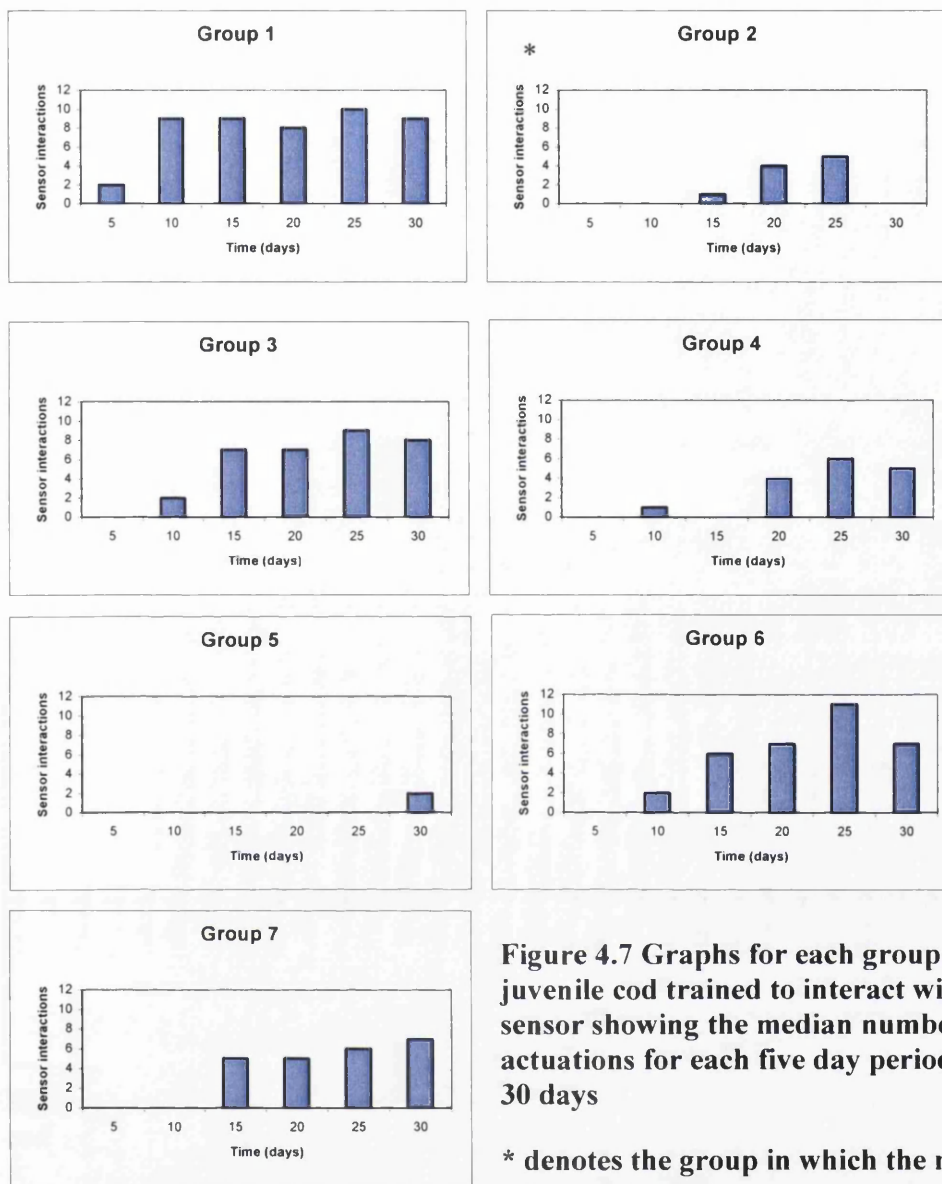 Group 1
Sensor interactions
12
10
8
6
4
2
0
5 10 15 20 25 30
Time (days)
*
Group 2
Sensor interactions
12
10
8
6
4
2
0
5 10 15 20 25 30
Time (days)
Group 3
Sensor interactions
12
10
8
6
4
2
0
5 10 15 20 25 30
Time (days)
Group 4
Sensor interactions
12
10
8
6
4
2
0
5 10 15 20 25 30
Time (days)
Group 5
Sensor interactions
12
10
8
6
4
2
0
5 10 15 20 25 30
Time (days)
Group 6
Sensor interactions
12
10
8
6
4
2
0
5 10 15 20 25 30
Time (days)
Group 7
Sensor interactions
12
10
8
6
4
2
0
5 10 15 20 25 30
Time (days)
Figure 4.7 Graphs for each group
juvenile cod trained to interact wi
sensor showing the median numbe
actuations for each five day period
30 days
* denotes the group in which the